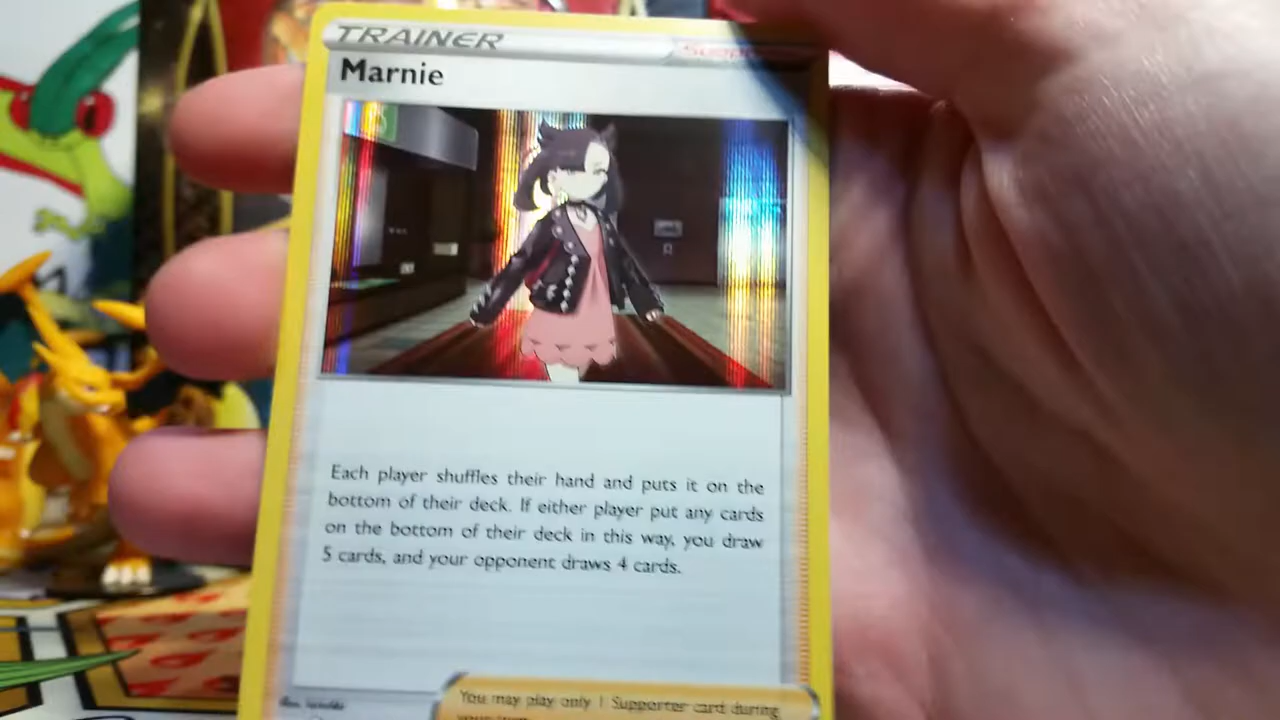 TRAINER
Marnie
Each player shuffles their hand and puts it on the
bottom of their deck. If either player put any cards
on the bottom of their deck in this way, you draw
5 cards, and your opponent draws 4 cards.
You may play only 1 Supporter card during